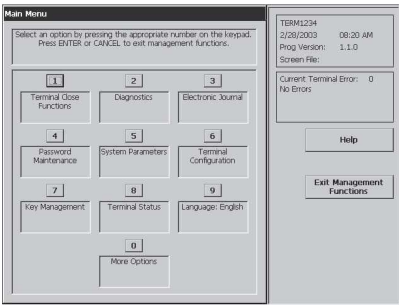 Main Menu
Select an option by pressing the appropriate number on the keypad.
Press ENTER or CANCEL to exit management functions.
1
Terminal Close
Functions
2
Diagnostics
3
Electronic Journal
4
Password
Maintenance
5
System Parameters
6
Terminal
Configuration
7
Key Management
8
Terminal Status
9
Language: English
0
More Options
TERM1234
2/28/2003 08:20 AM
Prog Version: 1.1.0
Screen File:
Current Terminal Error: 0
No Errors
Help
Exit Management
Functions